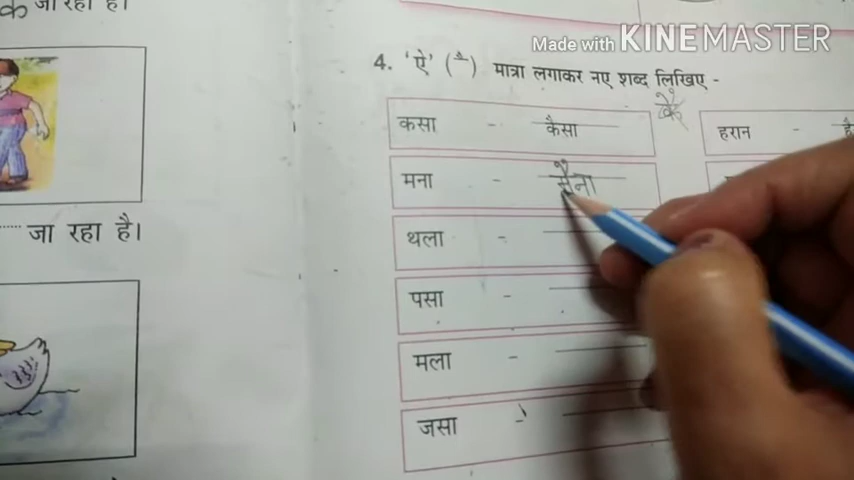 के जा रहा है।
Made with KINEMASTER
4. 'ऐ' ( ै ) मात्रा लगाकर नए शब्द लिखिए -
कसा - कैसा
हरान -
मना - मैना
थला -
पसा -
मला -
जसा -
जा रहा है।